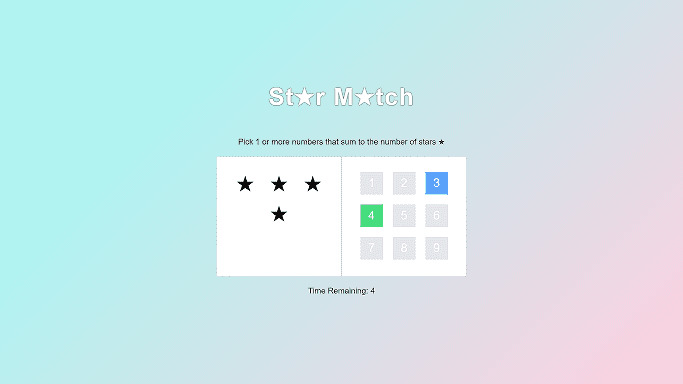 St★r M★tch
Pick 1 or more numbers that sum to the number of stars ★
1 2 3
4 5 6
7 8 9
Time Remaining: 4